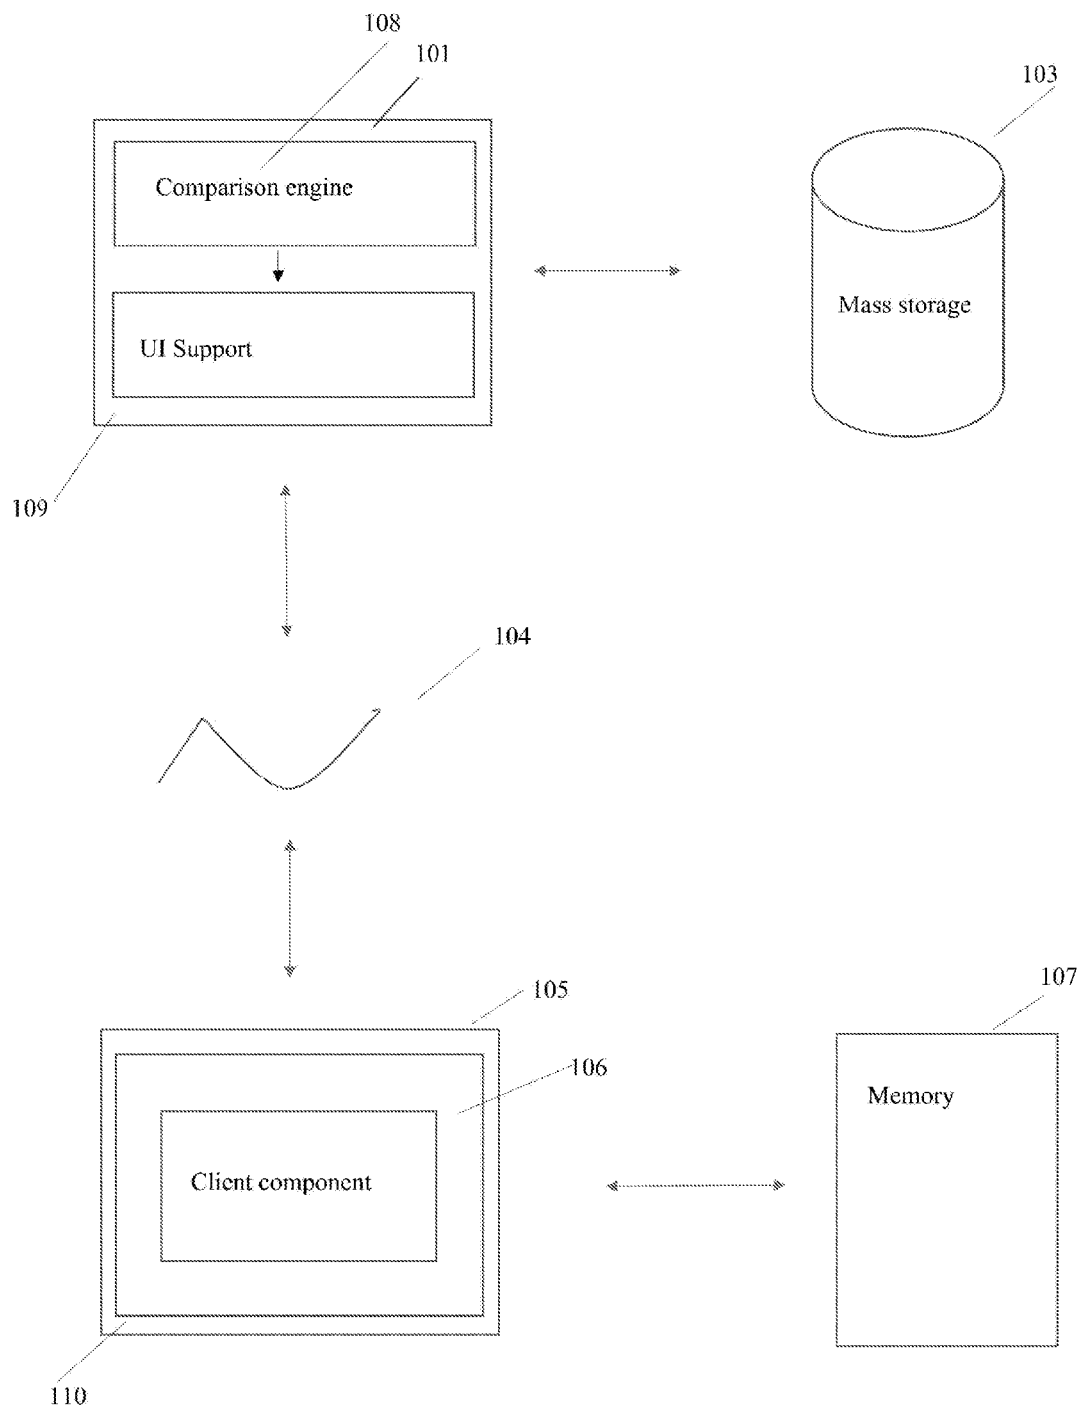 108
101
103
Comparison engine
Mass storage
UI Support
109
104
107
105
106
Memory
Client component
110